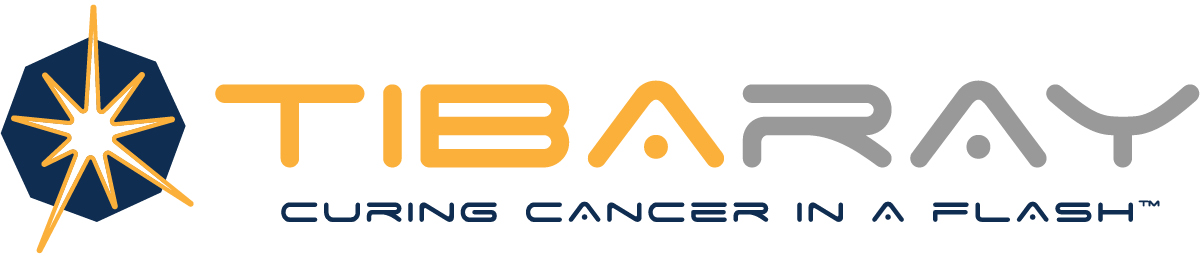 TIBARAY
CURING CANCER IN A FLASH™